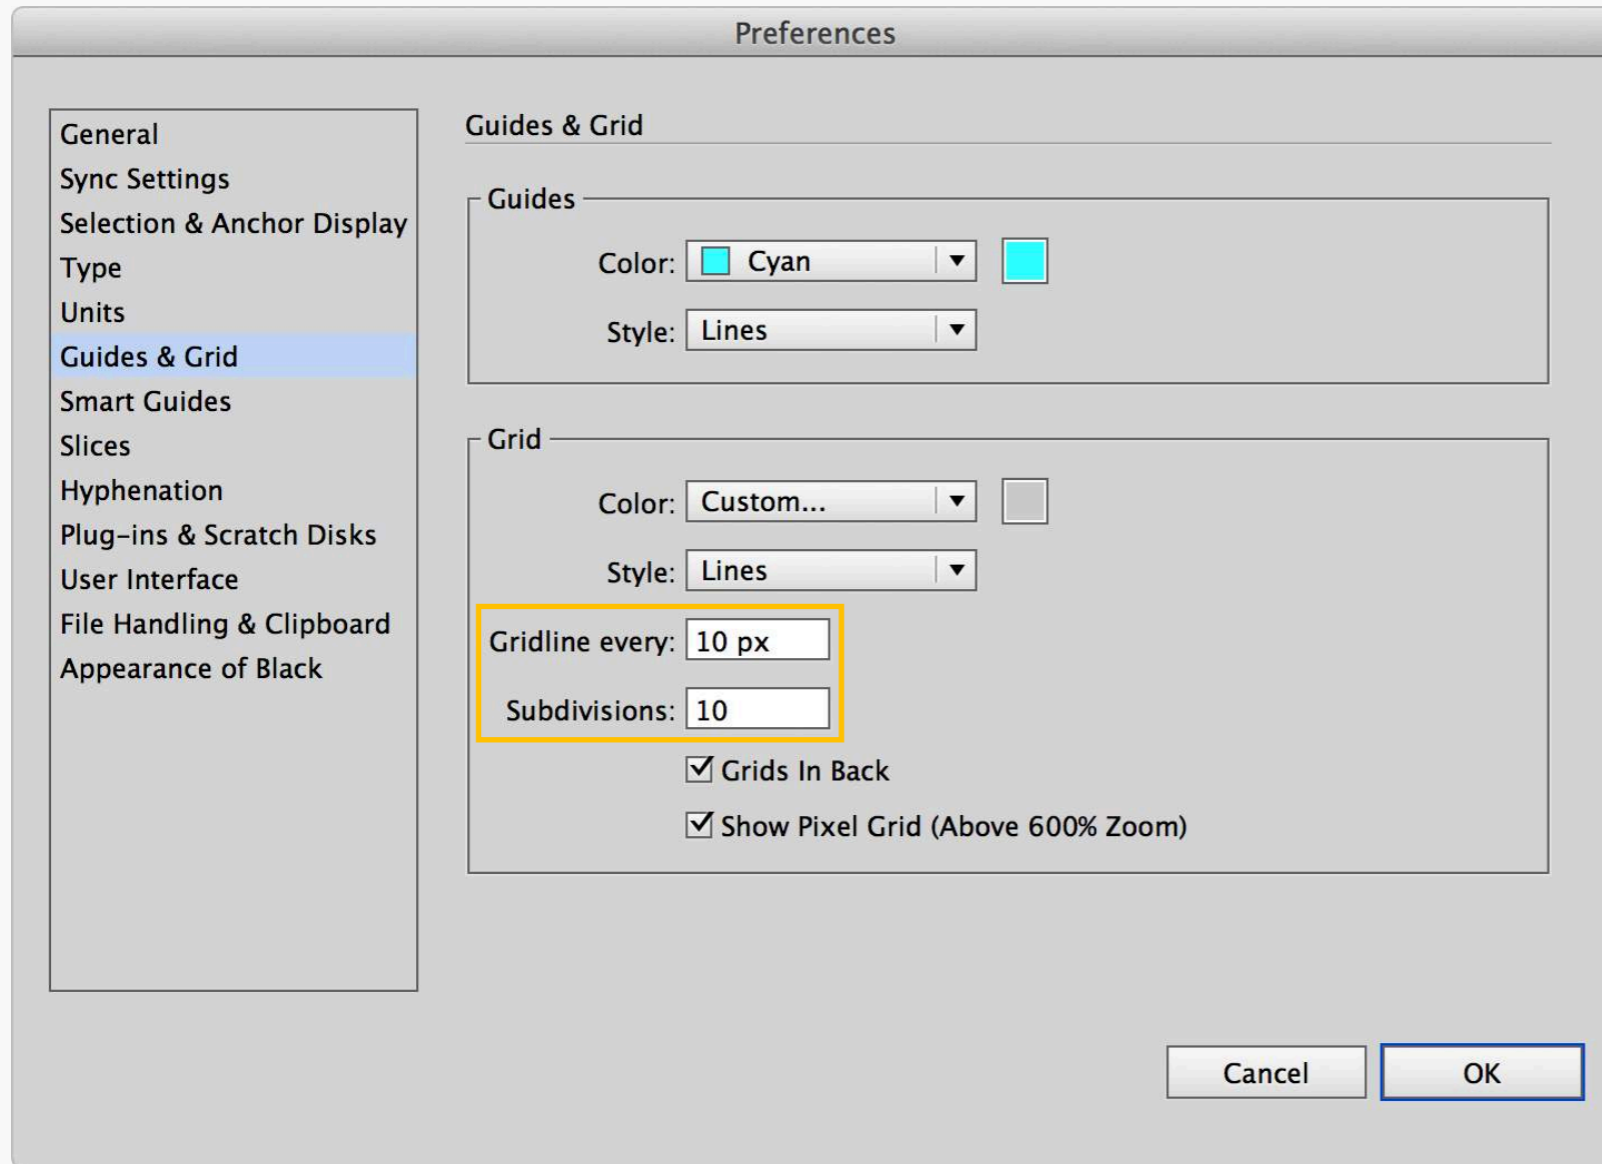 Preferences
General
Sync Settings
Selection & Anchor Display
Type
Units
Guides & Grid
Smart Guides
Slices
Hyphenation
Plug-ins & Scratch Disks
User Interface
File Handling & Clipboard
Appearance of Black
Guides & Grid
Guides
Color: Cyan
Style: Lines
Grid
Color: Custom...
Style: Lines
Gridline every: 10 px
Subdivisions: 10
Grids In Back
Show Pixel Grid (Above 600% Zoom)
Cancel OK